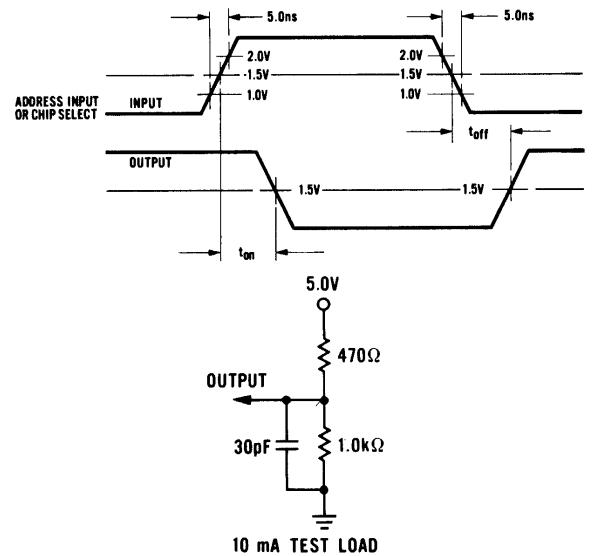 5.0ns
5.0ns
2.0V
2.0V
1.5V
1.5V
1.0V
1.0V
ADDRESS INPUT
OR CHIP SELECT
INPUT
toff
OUTPUT
1.5V
1.5V
ton
5.0V
470Ω
OUTPUT
30pF
1.0kΩ
10 mA TEST LOAD